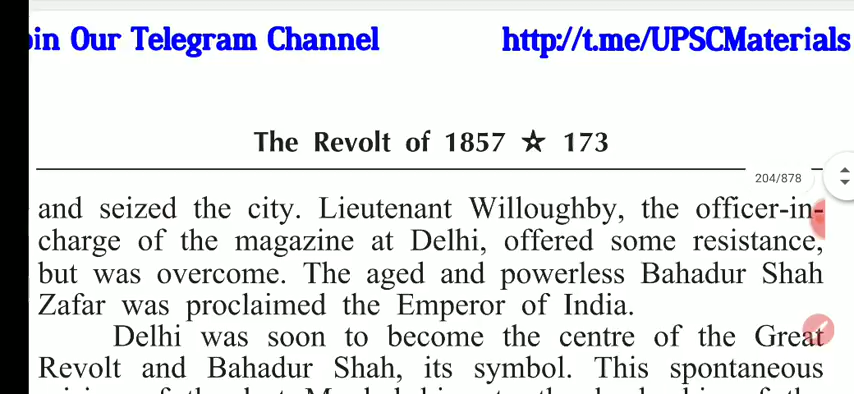 in Our Telegram Channel http://t.me/UPSCMaterials
The Revolt of 1857 ☆ 173
204/878
and seized the city. Lieutenant Willoughby, the officer-in-
charge of the magazine at Delhi, offered some resistance,
but was overcome. The aged and powerless Bahadur Shah
Zafar was proclaimed the Emperor of India.
Delhi was soon to become the centre of the Great
Revolt and Bahadur Shah, its symbol. This spontaneous